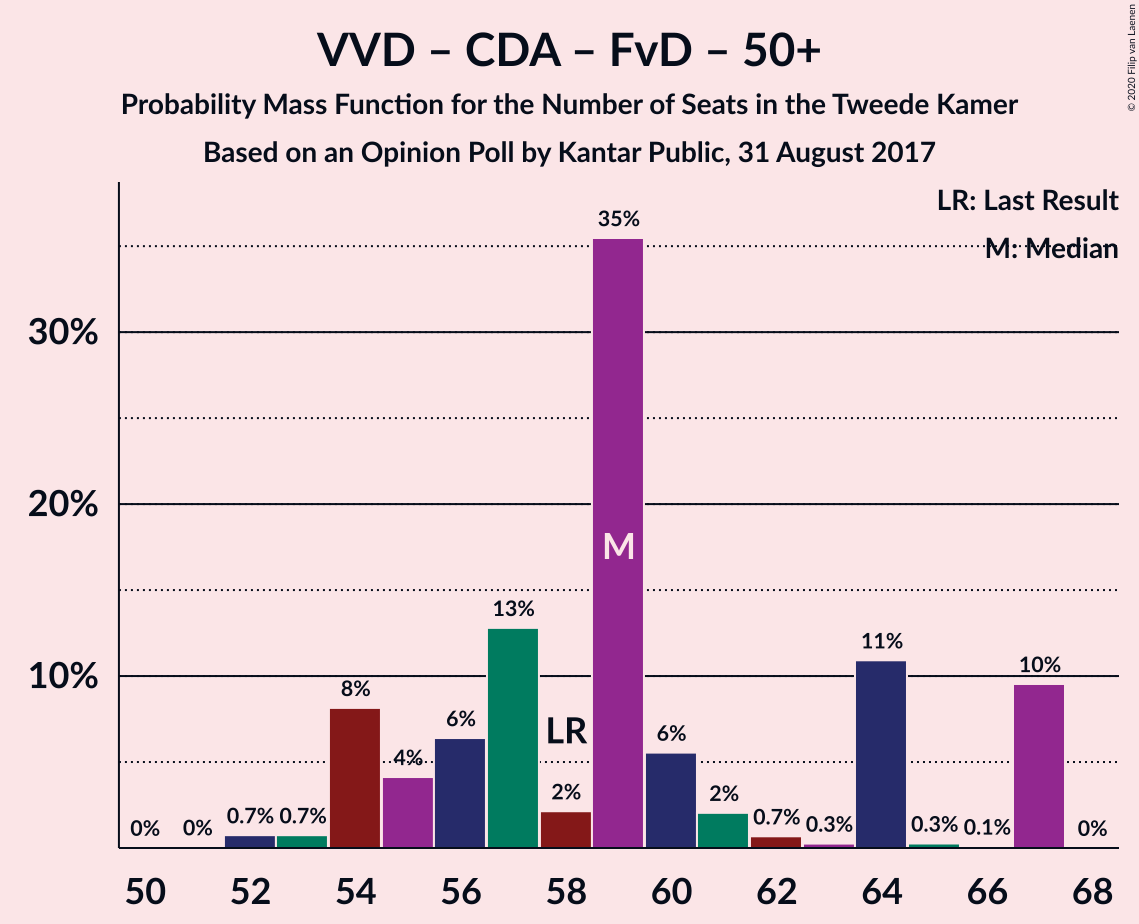 VVD – CDA – FvD – 50+
Probability Mass Function for the Number of Seats in the Tweede Kamer
Based on an Opinion Poll by Kantar Public, 31 August 2017
© 2020 Filip van Laenen
LR: Last Result
M: Median
30%
20%
10%
0%
0%
0.7%
0.7%
8%
4%
6%
13%
LR
2%
35%
M
6%
2%
0.7%
0.3%
11%
0.3%
0.1%
10%
0%
50 52 54 56 58 60 62 64 66 68